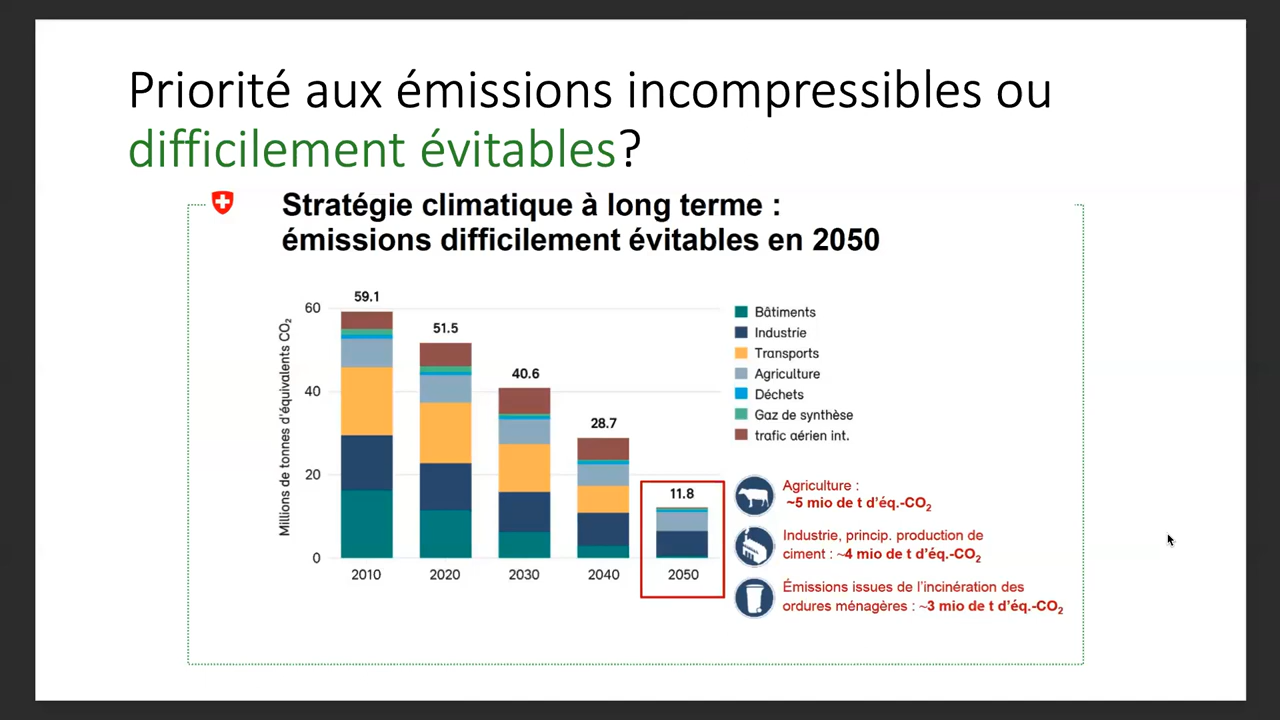 Priorité aux émissions incompressibles ou
difficilement évitables?
Stratégie climatique à long terme :
émissions difficilement évitables en 2050
Millions de tonnes d'équivalents CO₂
60
40
20
0
59.1
51.5
40.6
28.7
11.8
2010
2020
2030
2040
2050
Bâtiments
Industrie
Transports
Agriculture
Déchets
Gaz de synthèse
trafic aérien int.
Agriculture :
~5 mio de t d'éq.-CO₂
Industrie, princip. production de
ciment : ~4 mio de t d'éq.-CO₂
Émissions issues de l'incinération des
ordures ménagères : ~3 mio de t d'éq.-CO₂